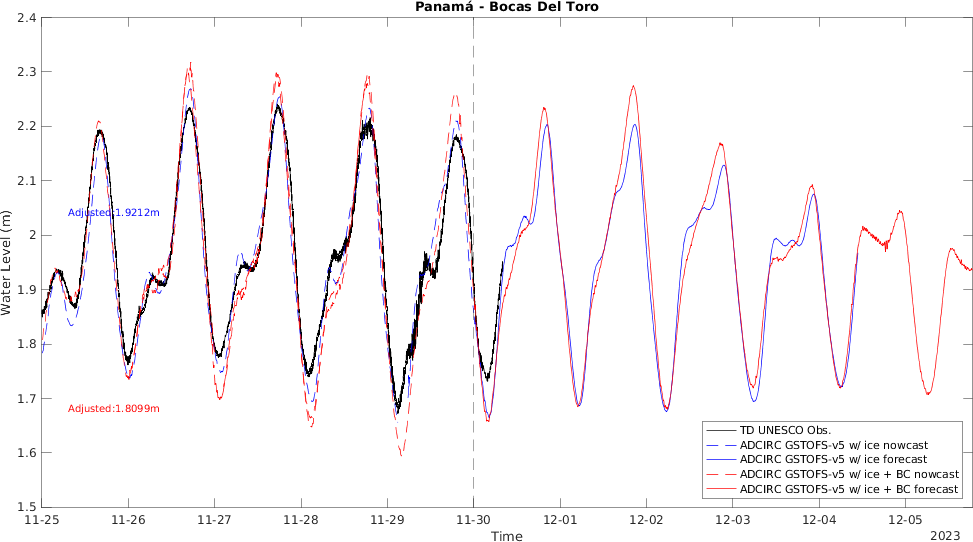 Panamá - Bocas Del Toro
2.4
2.3
2.2
2.1
2
1.9
1.8
1.7
1.6
1.5
Water Level (m)
Adjusted:1.9212m
Adjusted:1.8099m
TD UNESCO Obs.
ADCIRC GSTOFS-v5 w/ ice nowcast
ADCIRC GSTOFS-v5 w/ ice forecast
ADCIRC GSTOFS-v5 w/ ice + BC nowcast
ADCIRC GSTOFS-v5 w/ ice + BC forecast
11-25 11-26 11-27 11-28 11-29 11-30 12-01 12-02 12-03 12-04 12-05
Time
2023